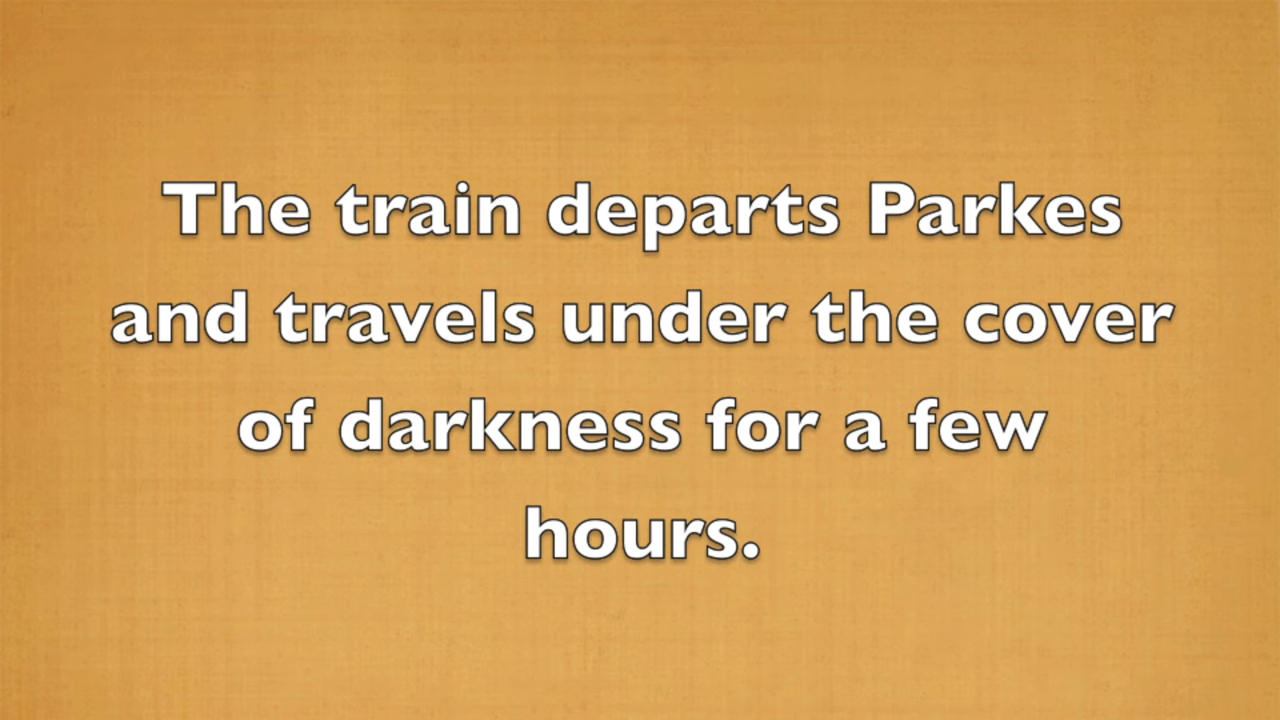 The train departs Parkes
and travels under the cover
of darkness for a few
hours.